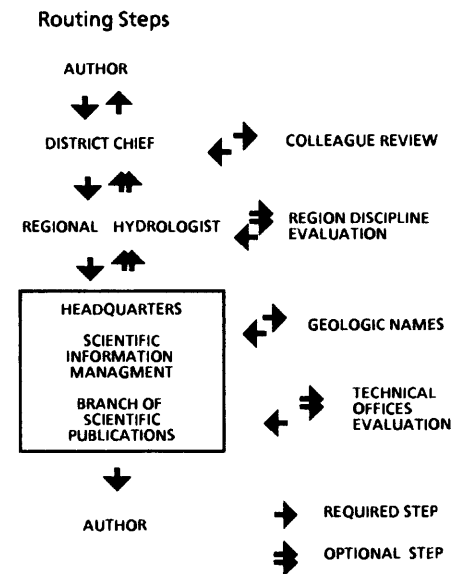 Routing Steps
AUTHOR
DISTRICT CHIEF
COLLEAGUE REVIEW
REGIONAL HYDROLOGIST
REGION DISCIPLINE
EVALUATION
HEADQUARTERS
SCIENTIFIC
INFORMATION
MANAGMENT
BRANCH OF
SCIENTIFIC
PUBLICATIONS
GEOLOGIC NAMES
TECHNICAL
OFFICES
EVALUATION
AUTHOR
REQUIRED STEP
OPTIONAL STEP